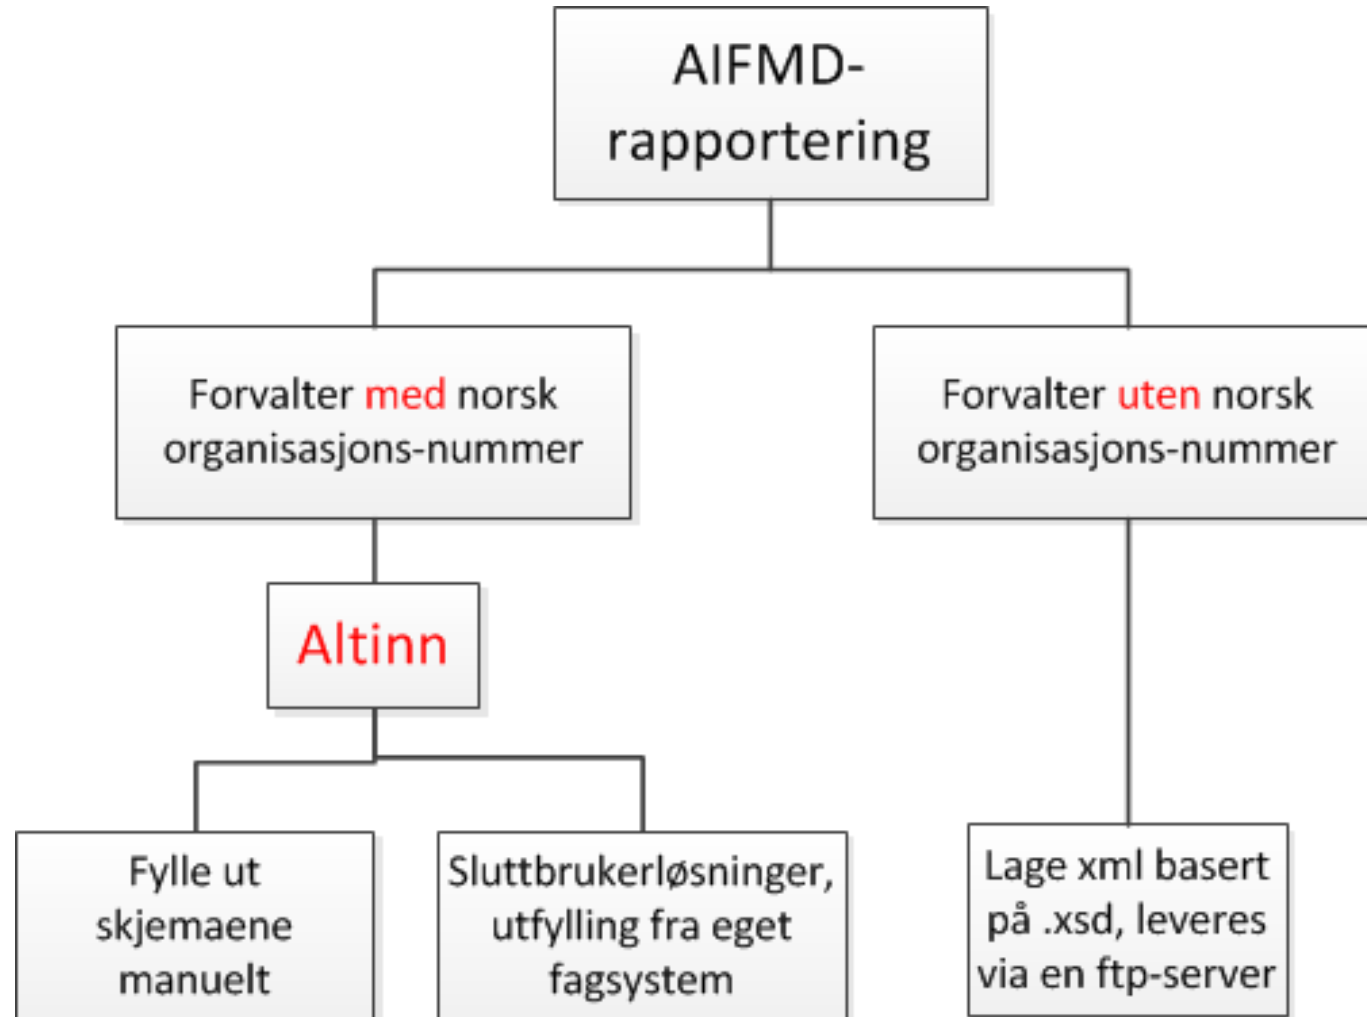 AIFMD-
rapportering
Forvalter med norsk
organisasjons-nummer
Forvalter uten norsk
organisasjons-nummer
Altinn
Fylle ut
skjemaene
manuelt
Sluttbrukerløsninger,
utfylling fra eget
fagsystem
Lage xml basert
på .xsd, leveres
via en ftp-server